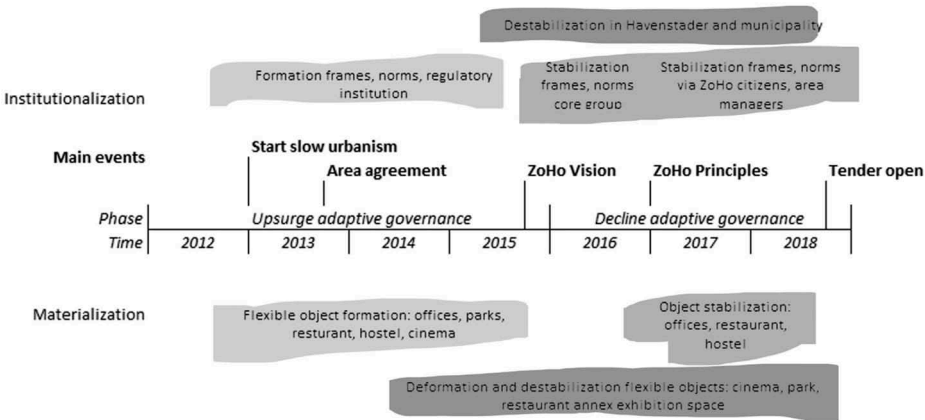 Destabilization in Havenstader and municipality
Institutionalization
Formation frames, norms, regulatory
institution
Stabilization
frames, norms
core group
Stabilization frames, norms
via ZoHo citizens, area
managers
Main events
Start slow urbanism
Area agreement
ZoHo Vision
ZoHo Principles
Tender open
Phase
Upsurge adaptive governance
Decline adaptive governance
Time
2012
2013
2014
2015
2016
2017
2018
Materialization
Flexible object formation: offices, parks,
resturant, hostel, cinema
Object stabilization:
offices, restaurant,
hostel
Deformation and destabilization flexible objects: cinema, park,
restaurant annex exhibition space